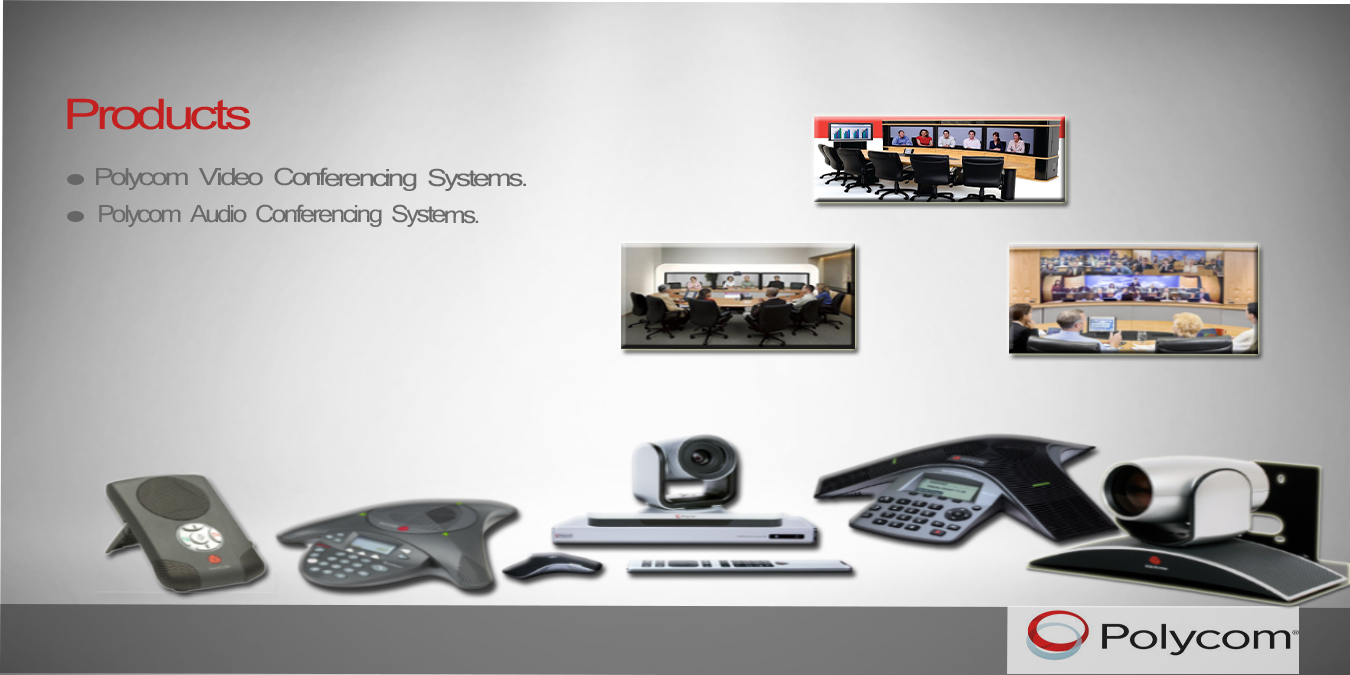 Products
● Polycom Video Conferencing Systems.
● Polycom Audio Conferencing Systems.
Polycom®